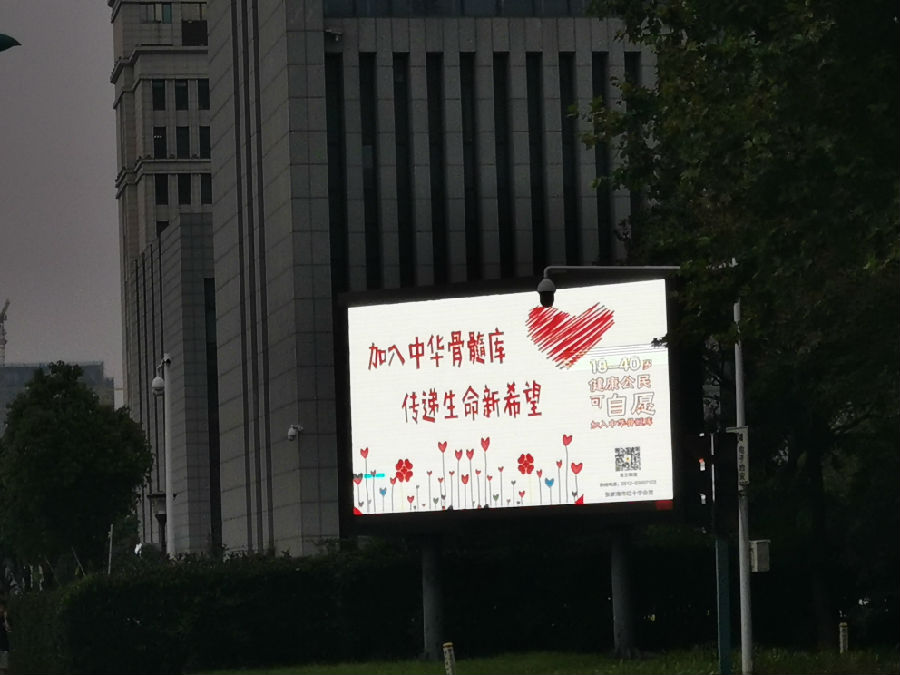 加入中华骨髓库
传递生命新希望
18-40岁
健康公民
可自愿
加入中华骨髓库